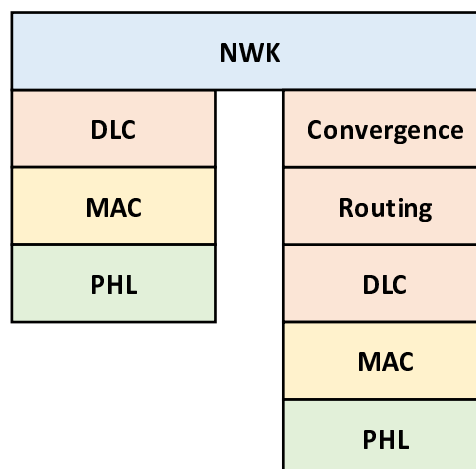 NWK
DLC
MAC
PHL
Convergence
Routing
DLC
MAC
PHL